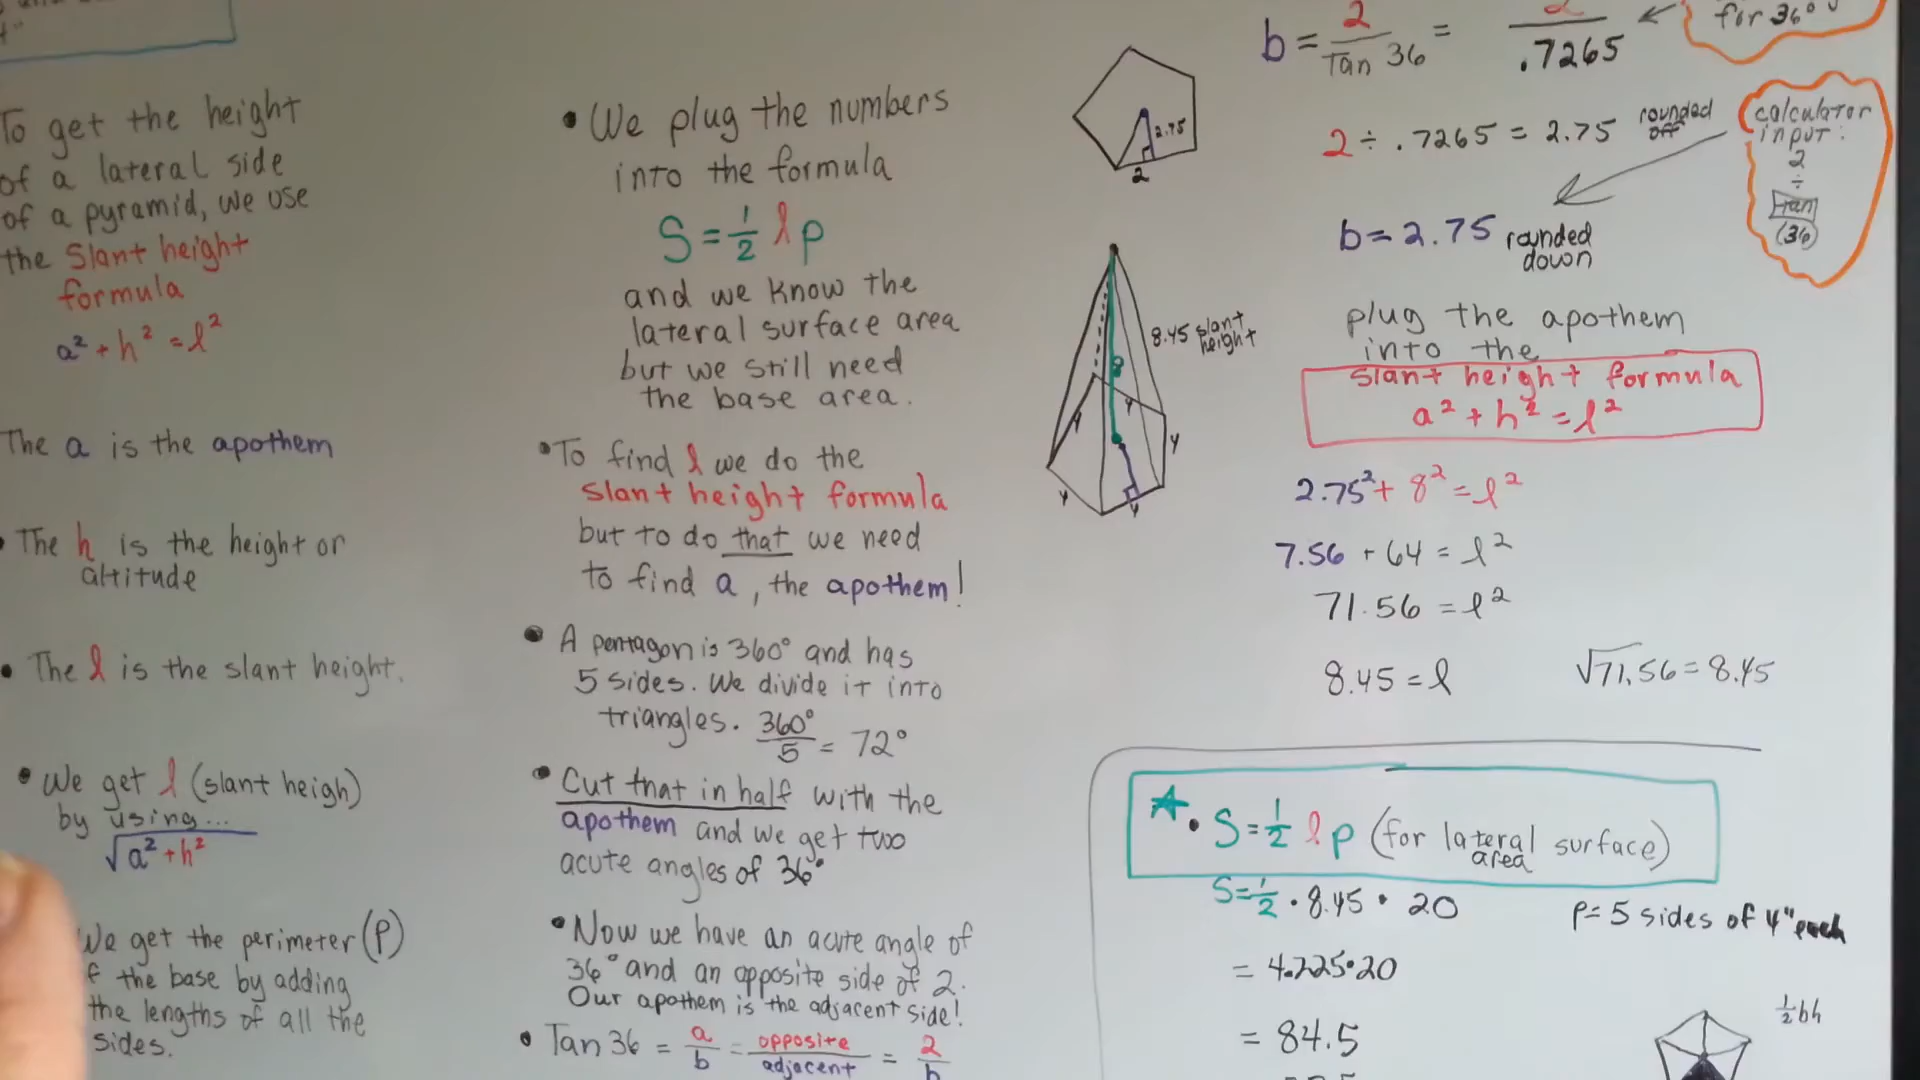 4"
To get the height
of a lateral side
of a pyramid, we use
the Slant height
formula
a² + h² = l²
The a is the apothem
• The h is the height or
altitude
• The l is the slant height.
• We get l (slant heigh)
by using...
√a² + h²
We get the perimeter (P)
f the base by adding
the lengths of all the
sides.
• We plug the numbers
into the formula
S = 1/2 l p
and we know the
lateral surface area
but we still need
the base area.
• To find l we do the
Slant height formula
but to do that we need
to find a, the apothem!
• A pentagon is 360° and has
5 sides. We divide it into
triangles. 360°/5 = 72°
• Cut that in half with the
apothem and we get two
acute angles of 36°
• Now we have an acute angle of
36° and an opposite side of 2.
Our apothem is the adjacent side!
• Tan 36 = a/b = opposite/adjacent = 2/b
2.75
2
8.45 slant
height
8
4
4
4
4
4
b = 2/Tan 36 = 2/.7265
for 36°
2 ÷ .7265 = 2.75 rounded
off
calculator
input:
2
÷
tan
(36)
b = 2.75 rounded
down
plug the apothem
into the
slant height formula
a² + h² = l²
2.75² + 8² = l²
7.56 + 64 = l²
71.56 = l²
8.45 = l
√71.56 = 8.45
• S = 1/2 l p (for lateral surface)
area
S = 1/2 • 8.45 • 20
P = 5 sides of 4" each
= 4.225 • 20
= 84.5
1/2 bh